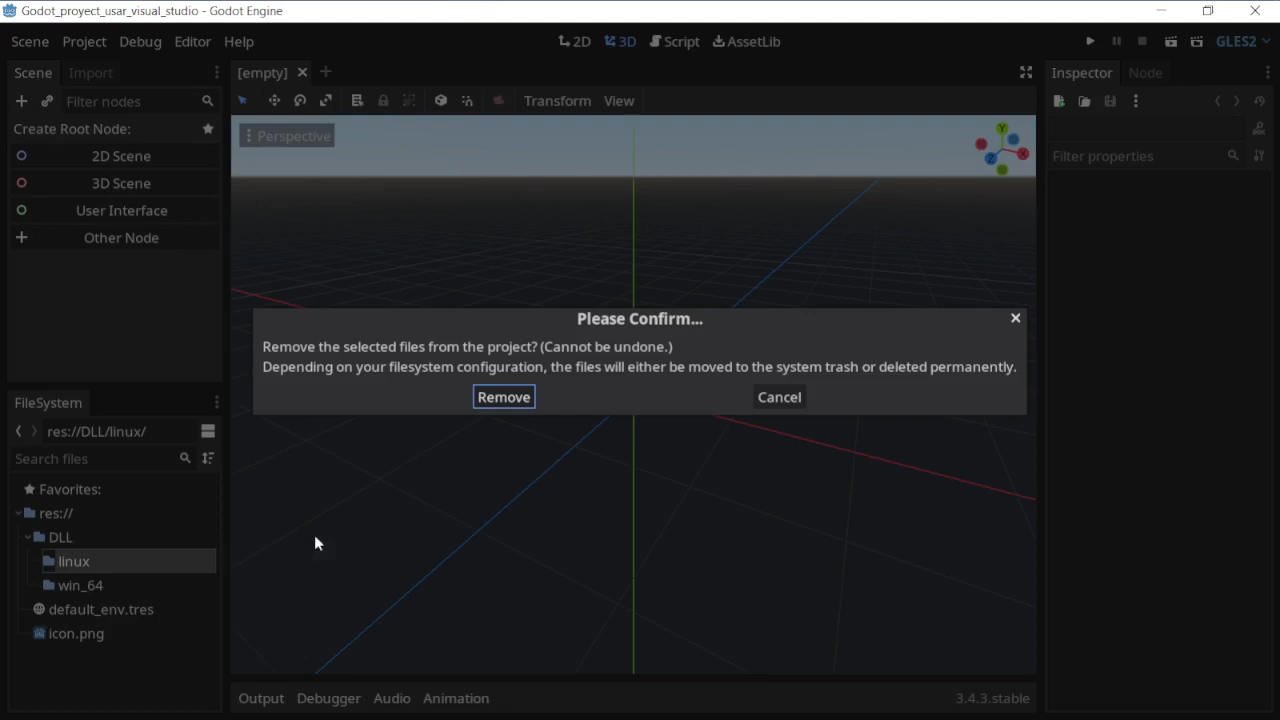 Godot_proyect_usar_visual_studio - Godot Engine
Scene Project Debug Editor Help
2D 3D Script AssetLib
GLES2
Scene Import
[empty]
Inspector Node
Filter nodes
Transform View
Create Root Node:
2D Scene
3D Scene
User Interface
Other Node
Perspective
Y
X
Z
Filter properties
Please Confirm...
Remove the selected files from the project? (Cannot be undone.)
Depending on your filesystem configuration, the files will either be moved to the system trash or deleted permanently.
Remove Cancel
FileSystem
res://DLL/linux/
Search files
Favorites:
res://
DLL
linux
win_64
default_env.tres
icon.png
Output Debugger Audio Animation
3.4.3.stable